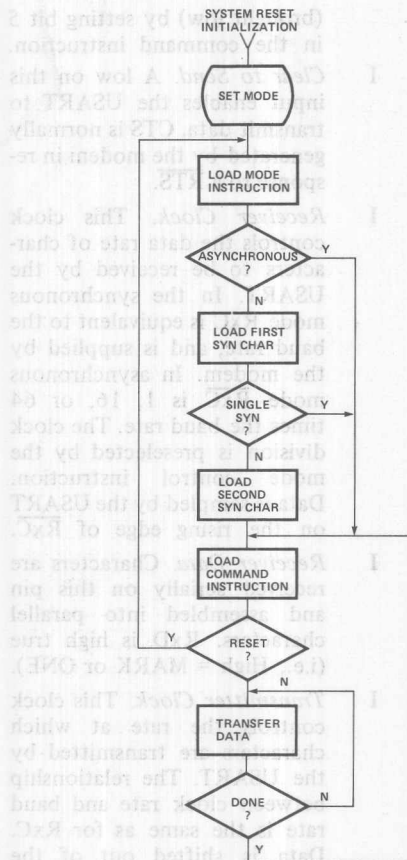 SYSTEM RESET
INITIALIZATION
SET MODE
LOAD MODE
INSTRUCTION
ASYNCHRONOUS
?
Y
N
LOAD FIRST
SYN CHAR
SINGLE
SYN
?
Y
N
LOAD
SECOND
SYN CHAR
LOAD
COMMAND
INSTRUCTION
RESET
?
Y
N
TRANSFER
DATA
DONE
?
N
Y
by setting bit 5
in the command instruction.
I Clear to Send. A low on this
input enables the USART to
transmit data. CTS is normally
generated by the modem in re-
RTS.
I Receiver Clock. This clock
controls the data rate of char-
acters to be received by the
USART. In the synchronous
mode, RxC is equivalent to the
baud rate, and is supplied by
the modem. In asynchronous
mode, RxC is 1, 16, or 64
times the baud rate. The clock
division is preselected by the
mode control instruction.
Data by the USART
on the rising edge of RxC.
I Receiver Data. Characters are
serially on this pin
and assembled into parallel
characters. RxD is high true
(i.e., High = MARK or ONE).
I Transmitter Clock. This clock
controls the rate at which
characters are transmitted by
the USART. The relationship
between clock rate and baud
rate is the same as for RxC.
Data is shifted out of the